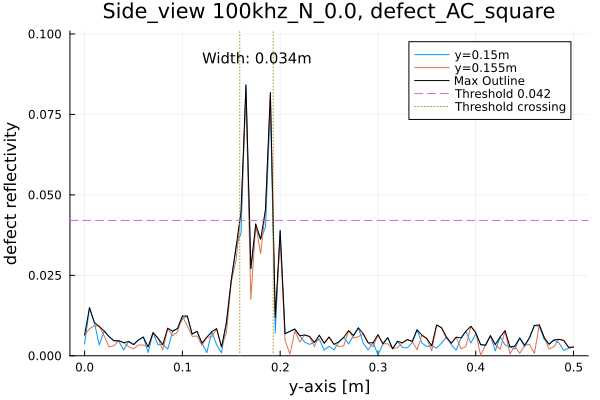 Side_view 100khz_N_0.0, defect_AC_square
0.100
0.075
0.050
0.025
0.000
defect reflectivity
Width: 0.034m
y=0.15m
y=0.155m
Max Outline
Threshold 0.042
Threshold crossing
0.0 0.1 0.2 0.3 0.4 0.5
y-axis [m]